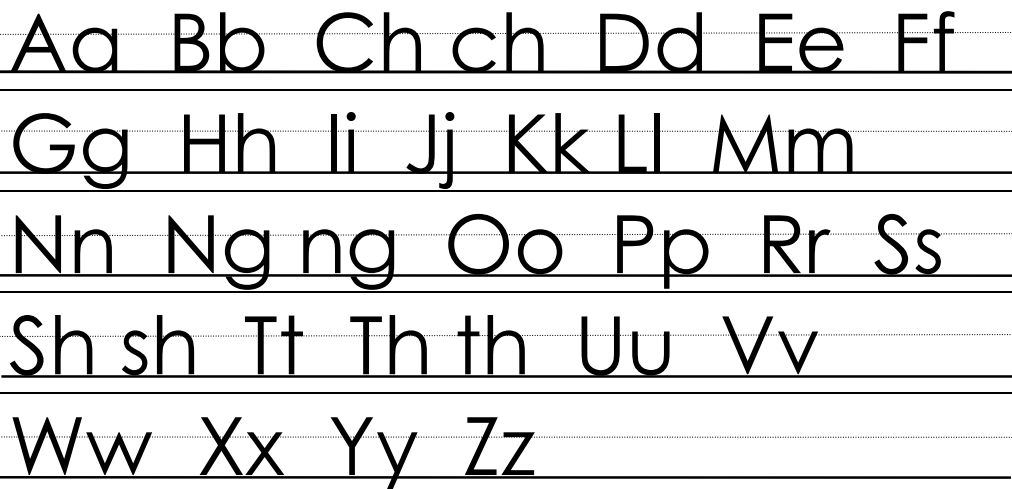 Aa Bb Ch ch Dd Ee Ff
Gg Hh Ii Jj Kk Ll Mm
Nn Ng ng Oo Pp Rr Ss
Sh sh Tt Th th Uu Vv
Ww Xx Yy Zz